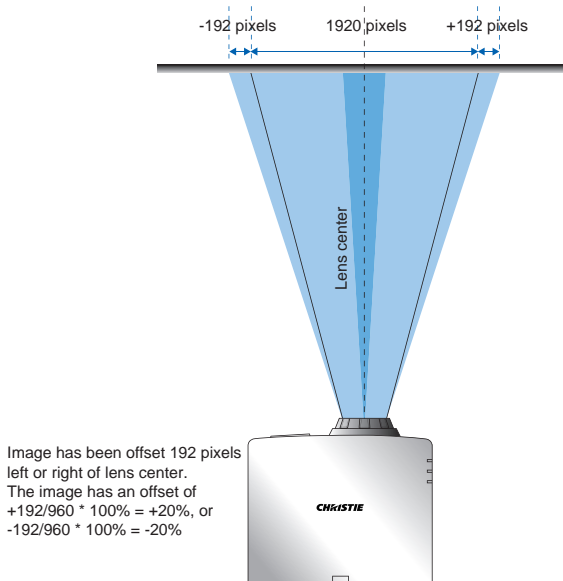 -192 pixels
1920 pixels
+192 pixels
Lens center
Image has been offset 192 pixels
left or right of lens center.
The image has an offset of
+192/960 * 100% = +20%, or
-192/960 * 100% = -20%
CHRISTIE